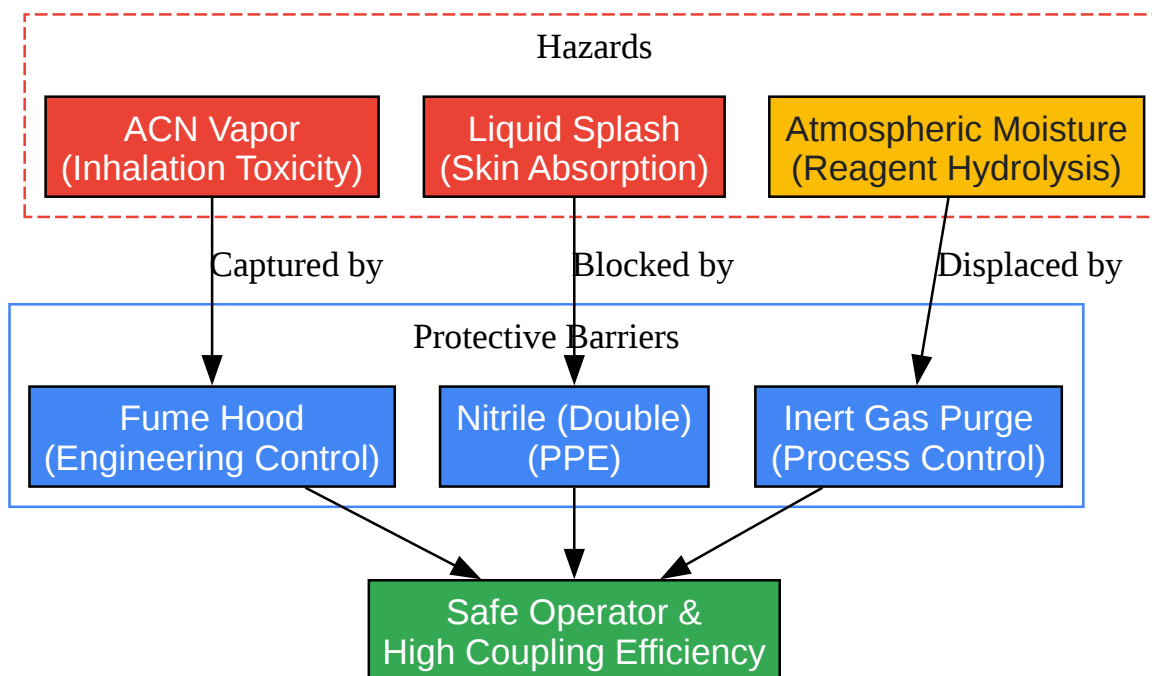 Hazards
ACN Vapor
(Inhalation Toxicity)
Liquid Splash
(Skin Absorption)
Atmospheric Moisture
(Reagent Hydrolysis)
Captured by
Blocked by
Displaced by
Protective Barriers
Fume Hood
(Engineering Control)
Nitrile (Double)
(PPE)
Inert Gas Purge
(Process Control)
Safe Operator &
High Coupling Efficiency